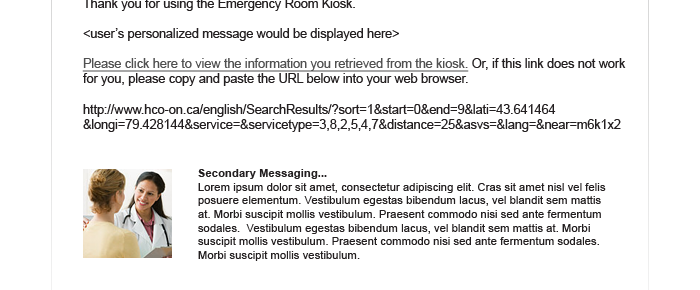 Thank you for using the Emergency Room Kiosk.
<user's personalized message would be displayed here>
Please click here to view the information you retrieved from the kiosk. Or, if this link does not work
for you, please copy and paste the URL below into your web browser.
http://www.hco-on.ca/english/SearchResults/?sort=1&start=0&end=9&lati=43.641464
&longi=79.428144&service=&servicetype=3,8,2,5,4,7&distance=25&asvs=&lang=&near=m6k1x2
Secondary Messaging...
Lorem ipsum dolor sit amet, consectetur adipiscing elit. Cras sit amet nisl vel felis
posuere elementum. Vestibulum egestas bibendum lacus, vel blandit sem mattis
at. Morbi suscipit mollis vestibulum. Praesent commodo nisi sed ante fermentum
sodales.  Vestibulum egestas bibendum lacus, vel blandit sem mattis at. Morbi
suscipit mollis vestibulum. Praesent commodo nisi sed ante fermentum sodales.
Morbi suscipit mollis vestibulum.